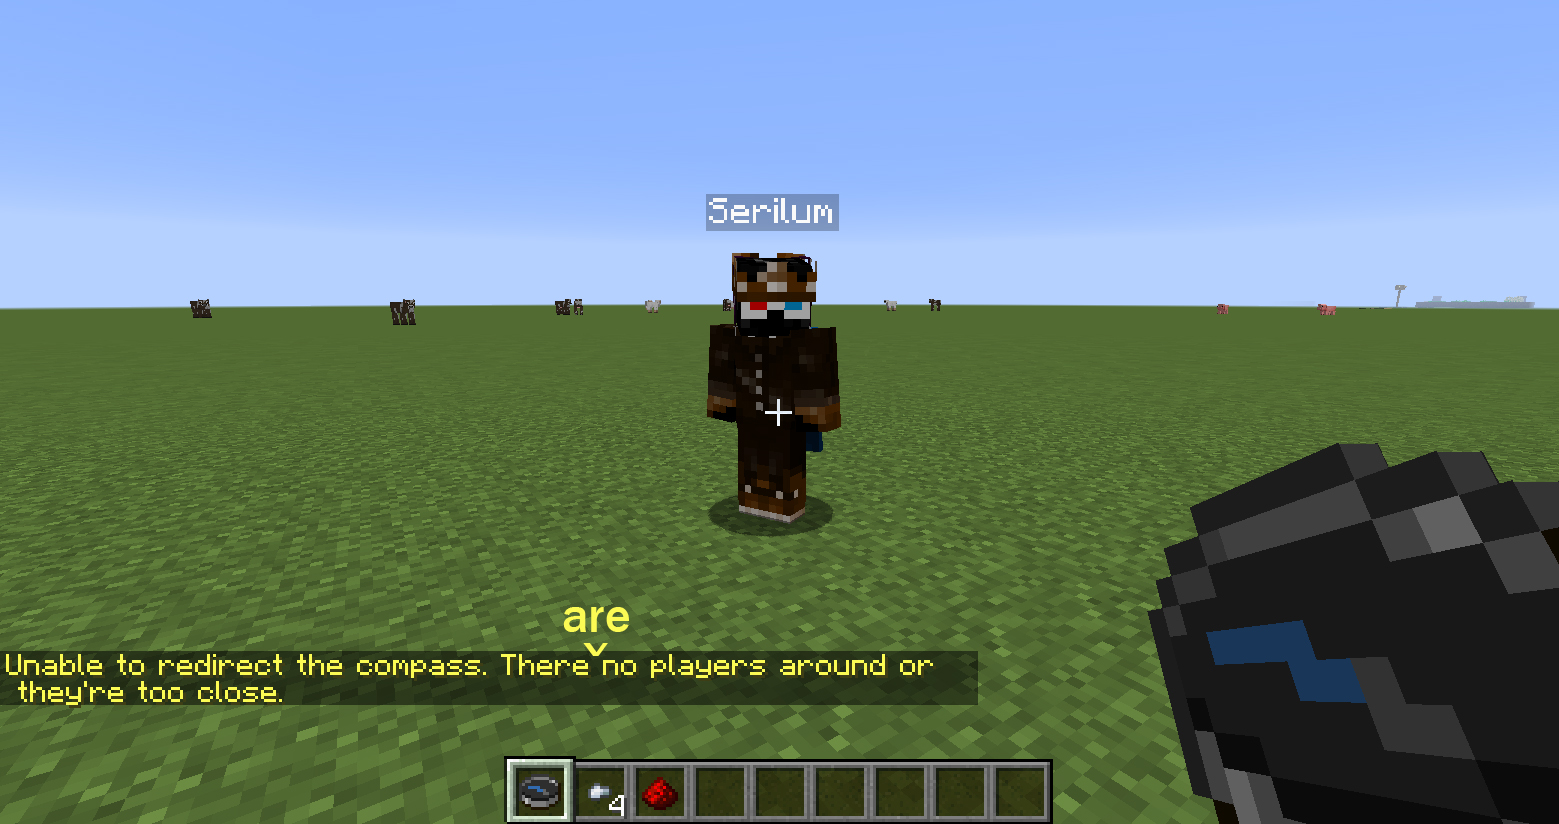 Serilum
are
Unable to redirect the compass. There no players around or
they're too close.
4